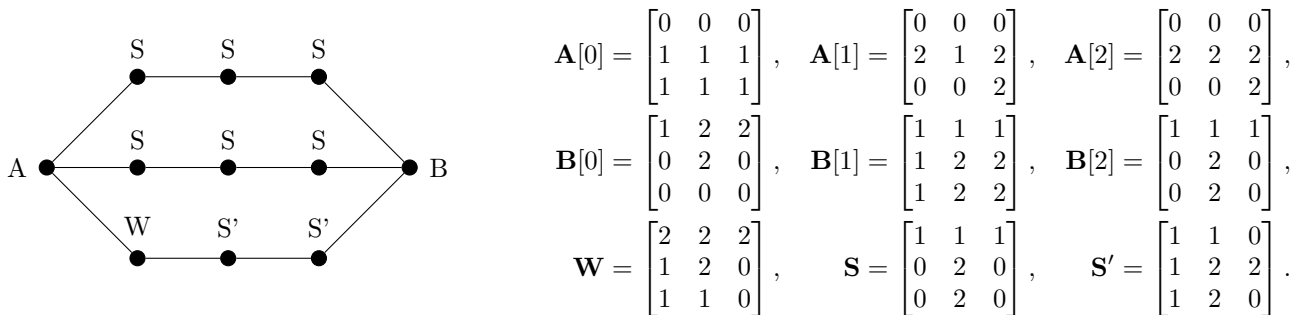 S S S
S S S
A B
W S' S'
A[0] = [0 0 0; 1 1 1; 1 1 1], A[1] = [0 0 0; 2 1 2; 0 0 2], A[2] = [0 0 0; 2 2 2; 0 0 2],
B[0] = [1 2 2; 0 2 0; 0 0 0], B[1] = [1 1 1; 1 2 2; 1 2 2], B[2] = [1 1 1; 0 2 0; 0 2 0],
W = [2 2 2; 1 2 0; 1 1 0], S = [1 1 1; 0 2 0; 0 2 0], S′ = [1 1 0; 1 2 2; 1 2 0].